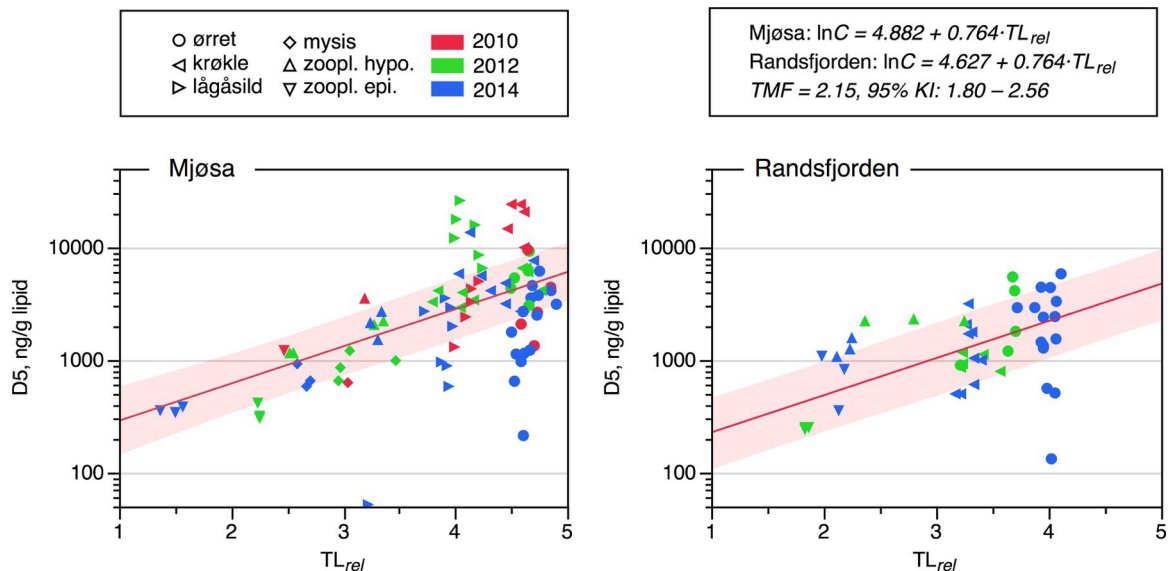 ørret
krøkle
lågåsild
mysis
zoopl. hypo.
zoopl. epi.
2010
2012
2014
Mjøsa: lnC = 4.882 + 0.764·TLrel
Randsfjorden: lnC = 4.627 + 0.764·TLrel
TMF = 2.15, 95% KI: 1.80 – 2.56
Mjøsa
D5, ng/g lipid
10000
1000
100
1 2 3 4 5
TLrel
Randsfjorden
D5, ng/g lipid
10000
1000
100
1 2 3 4 5
TLrel